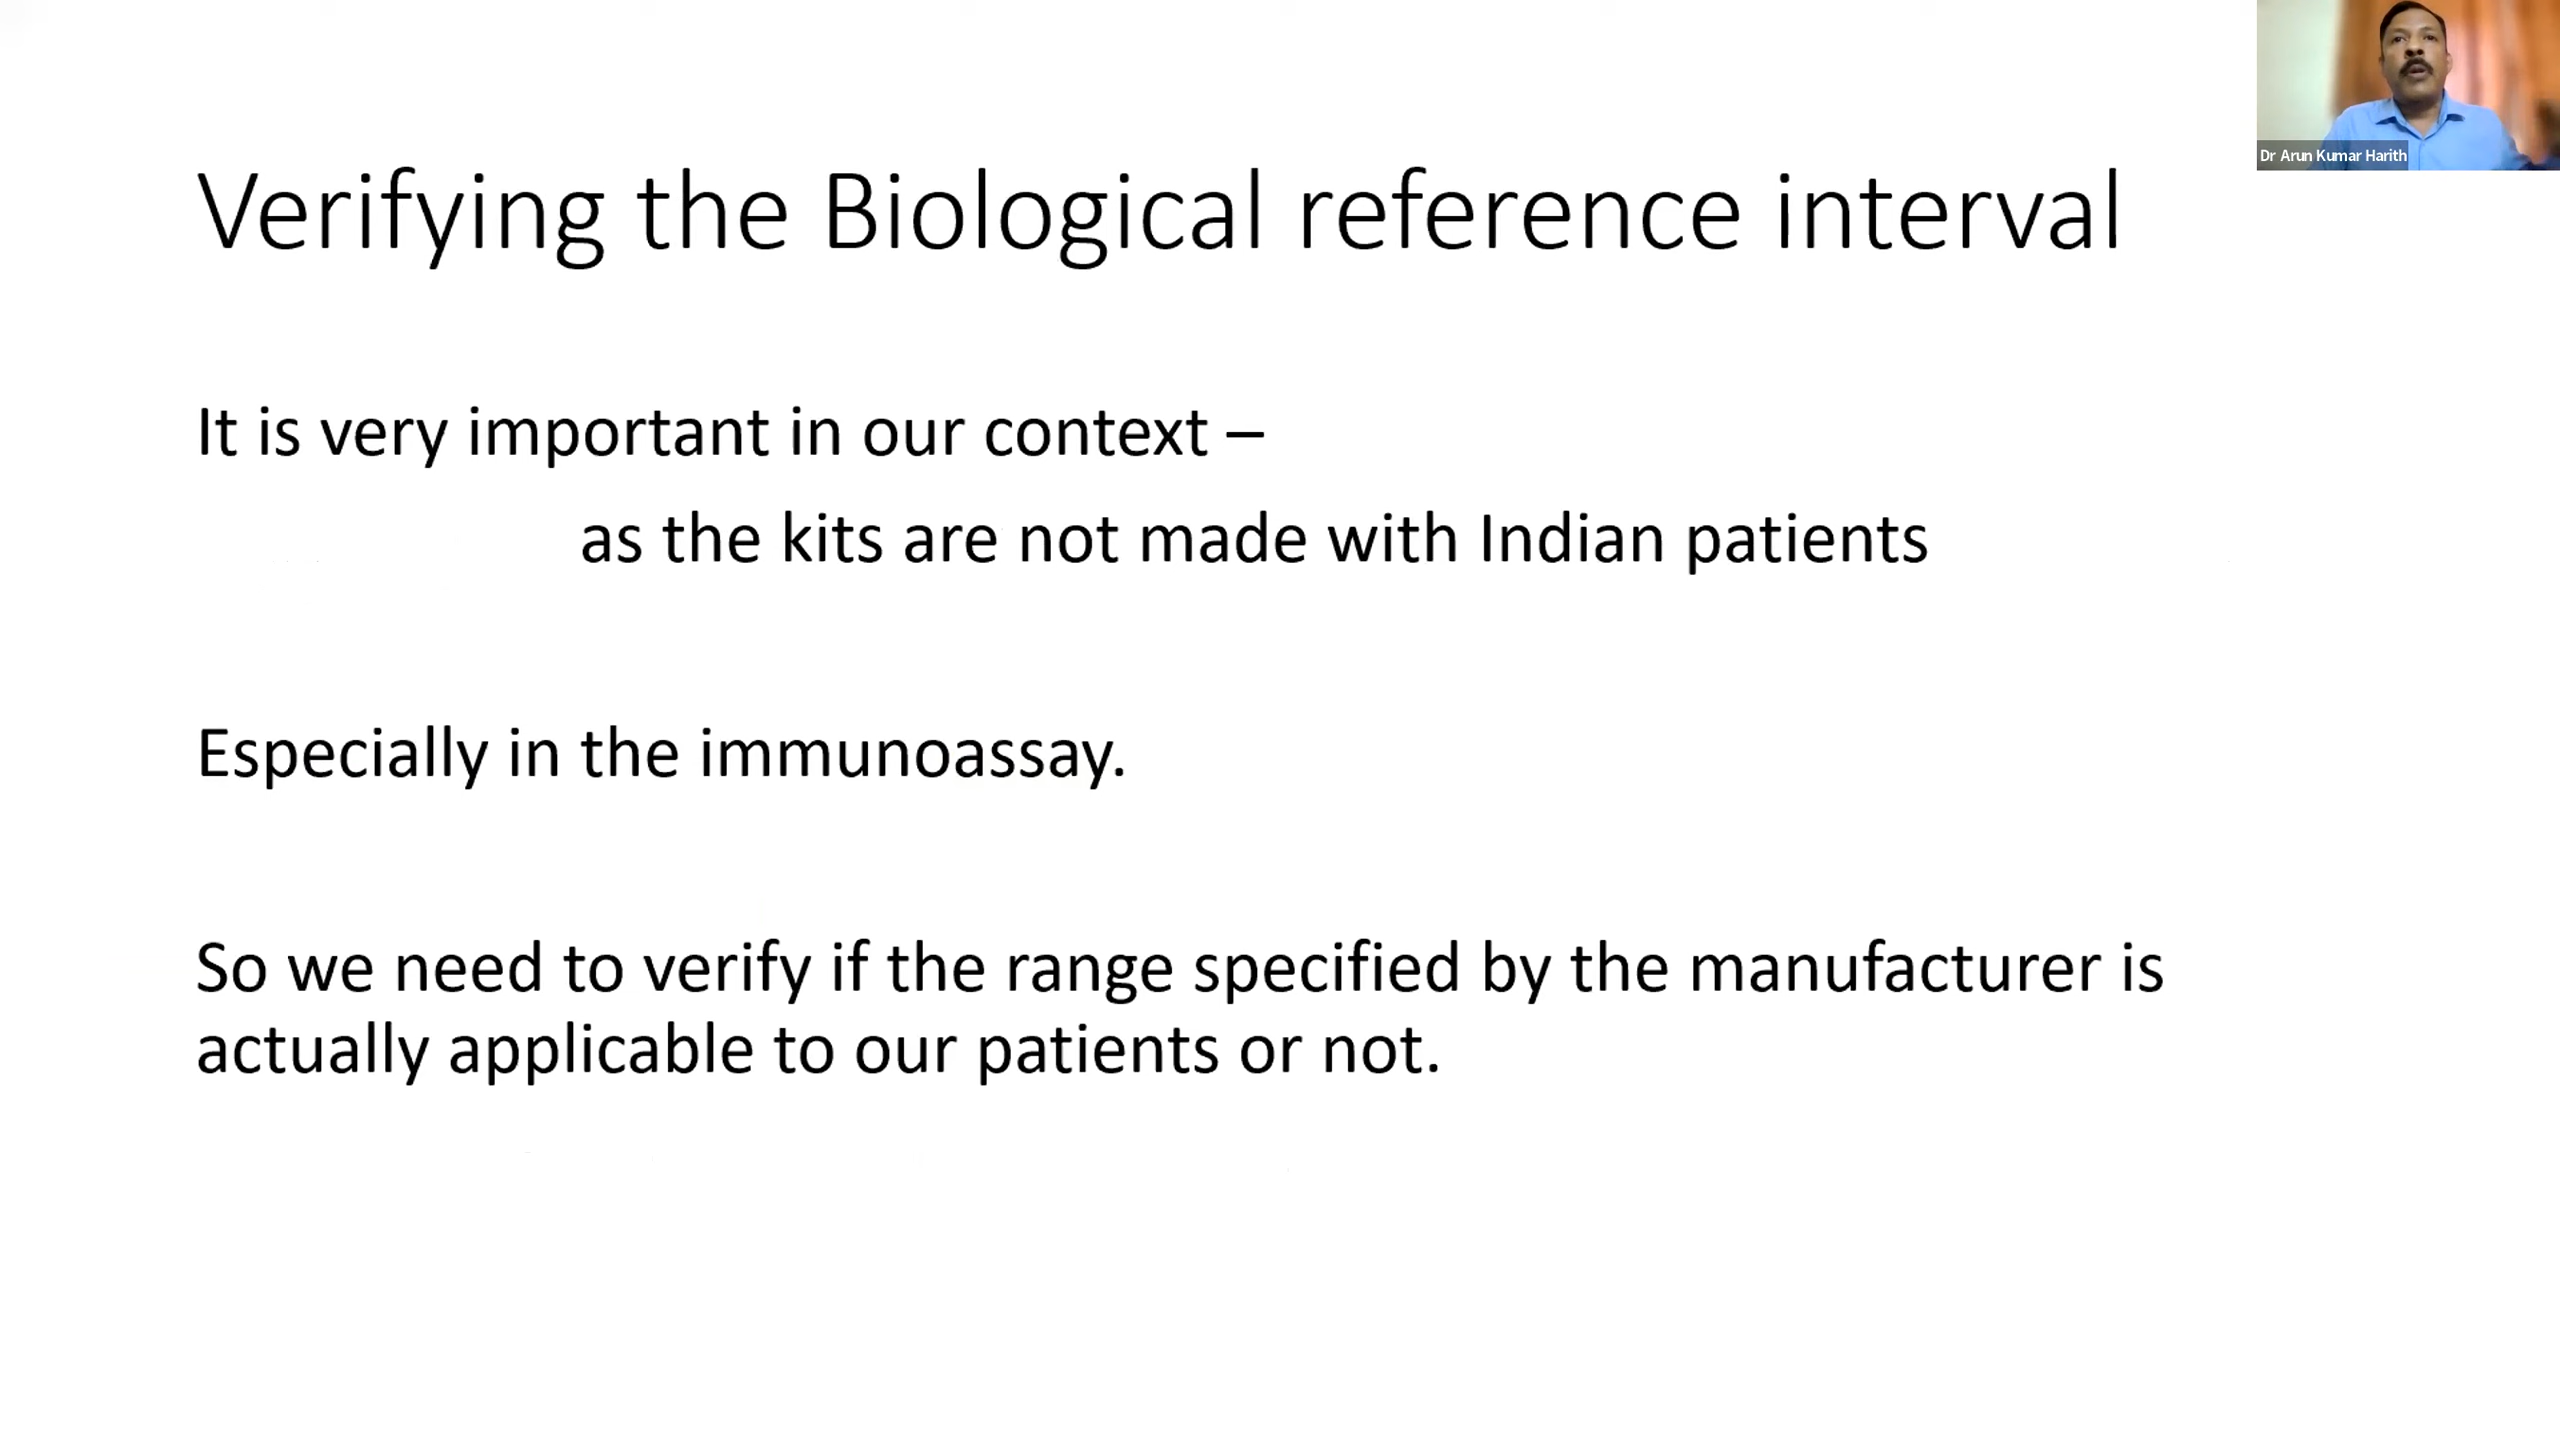 Dr Arun Kumar Harith
Verifying the Biological reference interval
It is very important in our context –
as the kits are not made with Indian patients
Especially in the immunoassay.
So we need to verify if the range specified by the manufacturer is
actually applicable to our patients or not.